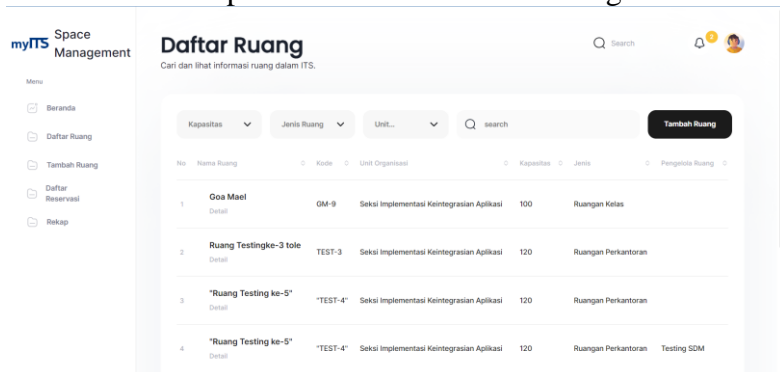 myITS Space
Management
Menu
Beranda
Daftar Ruang
Tambah Ruang
Daftar
Reservasi
Rekap
Daftar Ruang
Cari dan lihat informasi ruang dalam ITS.
Search
2
Kapasitas
Jenis Ruang
Unit...
search
Tambah Ruang
No Nama Ruang Kode Unit Organisasi Kapasitas Jenis Pengelola Ruang
1 Goa Mael GM-9 Seksi Implementasi Keintegrasian Aplikasi 100 Ruangan Kelas
Detail
2 Ruang Testingke-3 tole TEST-3 Seksi Implementasi Keintegrasian Aplikasi 120 Ruangan Perkantoran
Detail
3 "Ruang Testing ke-5" "TEST-4" Seksi Implementasi Keintegrasian Aplikasi 120 Ruangan Perkantoran
Detail
4 "Ruang Testing ke-5" "TEST-4" Seksi Implementasi Keintegrasian Aplikasi 120 Ruangan Perkantoran Testing SDM
Detail